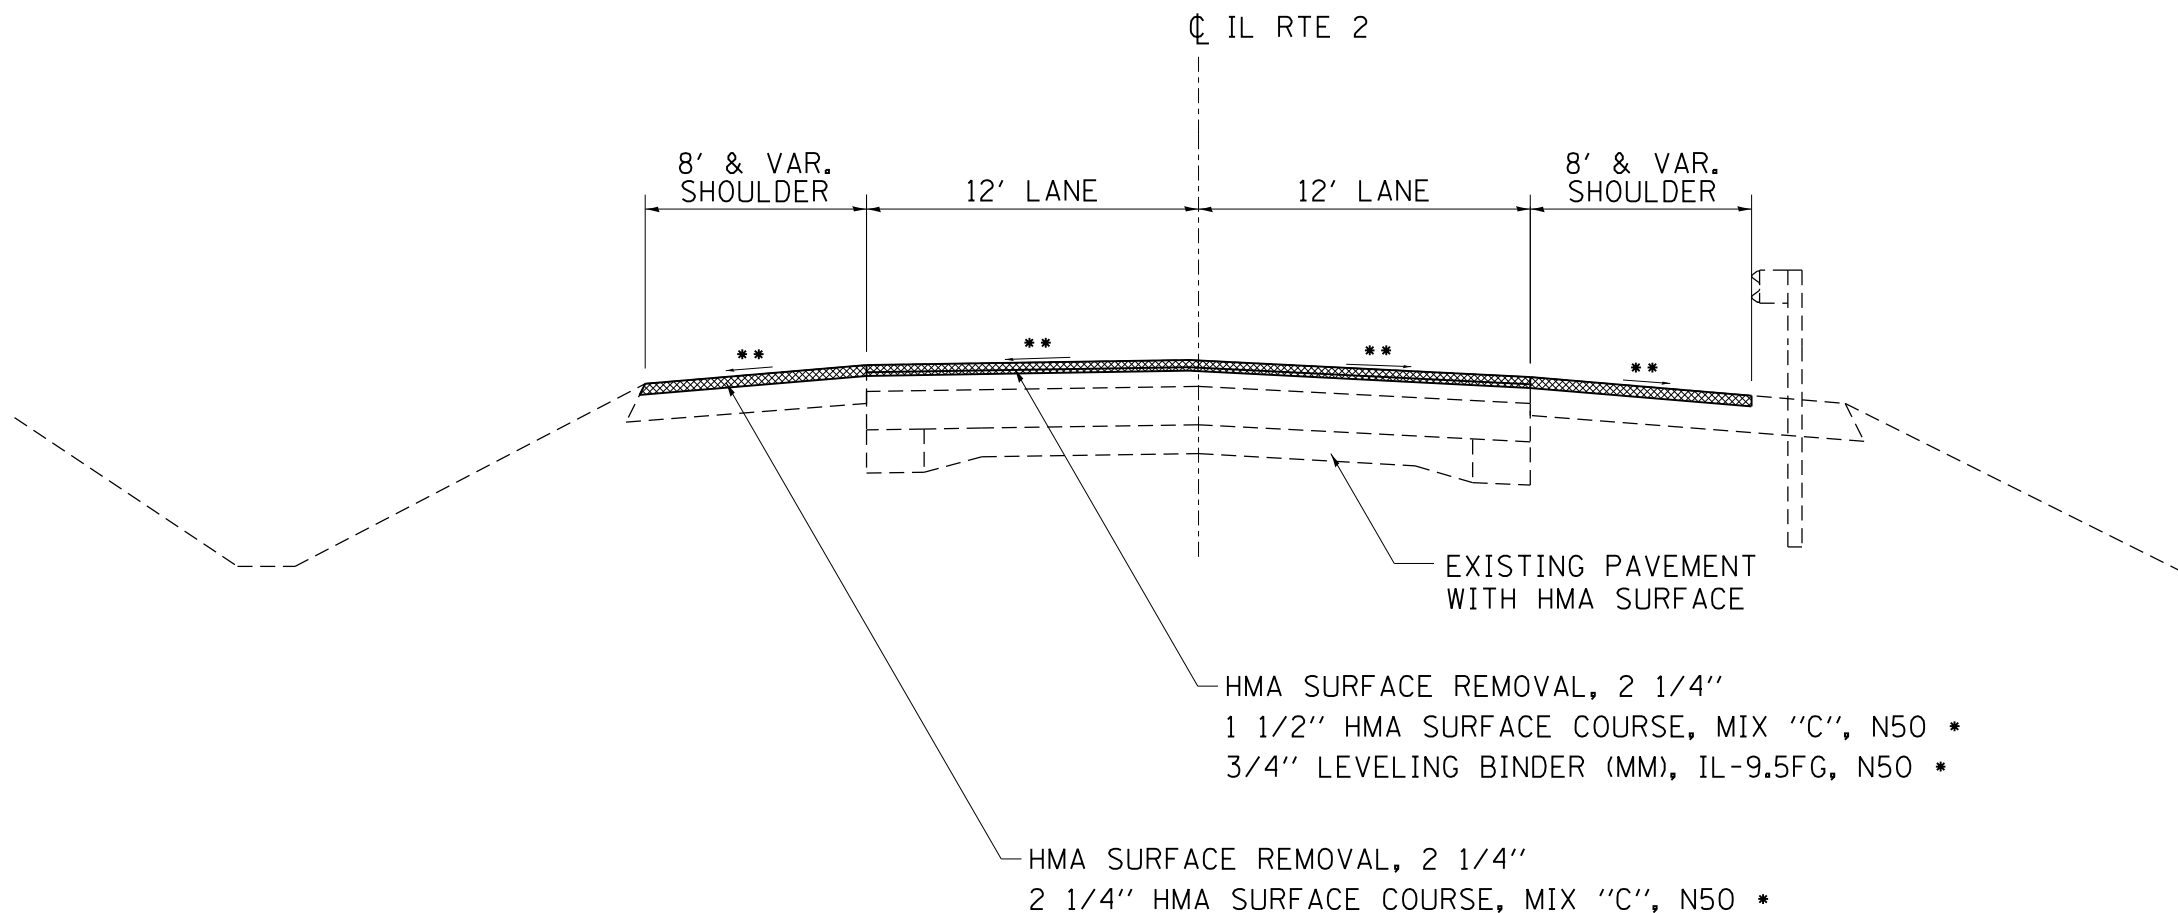 ℄ IL RTE 2
8' & VAR.
SHOULDER
12' LANE
12' LANE
8' & VAR.
SHOULDER
**
**
**
**
EXISTING PAVEMENT
WITH HMA SURFACE
HMA SURFACE REMOVAL, 2 1/4''
1 1/2'' HMA SURFACE COURSE, MIX ''C'', N50 *
3/4'' LEVELING BINDER (MM), IL-9.5FG, N50 *
HMA SURFACE REMOVAL, 2 1/4''
2 1/4'' HMA SURFACE COURSE, MIX ''C'', N50 *